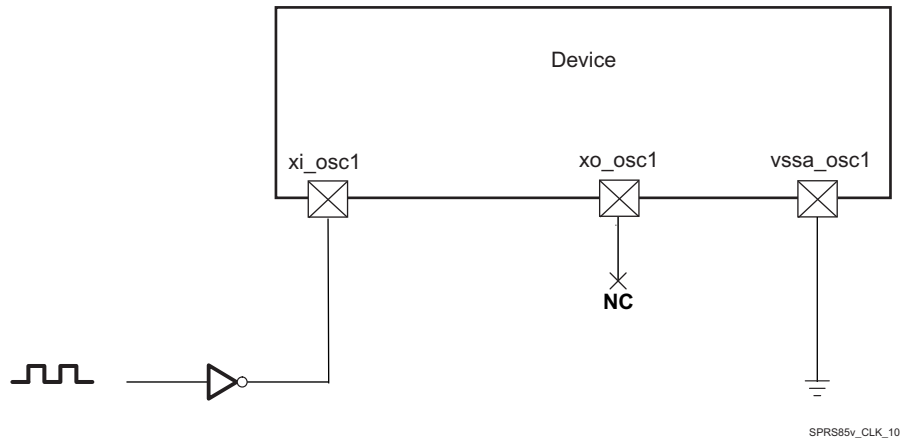 Device
xi_osc1
xo_osc1
vssa_osc1
NC
SPRS85v_CLK_10